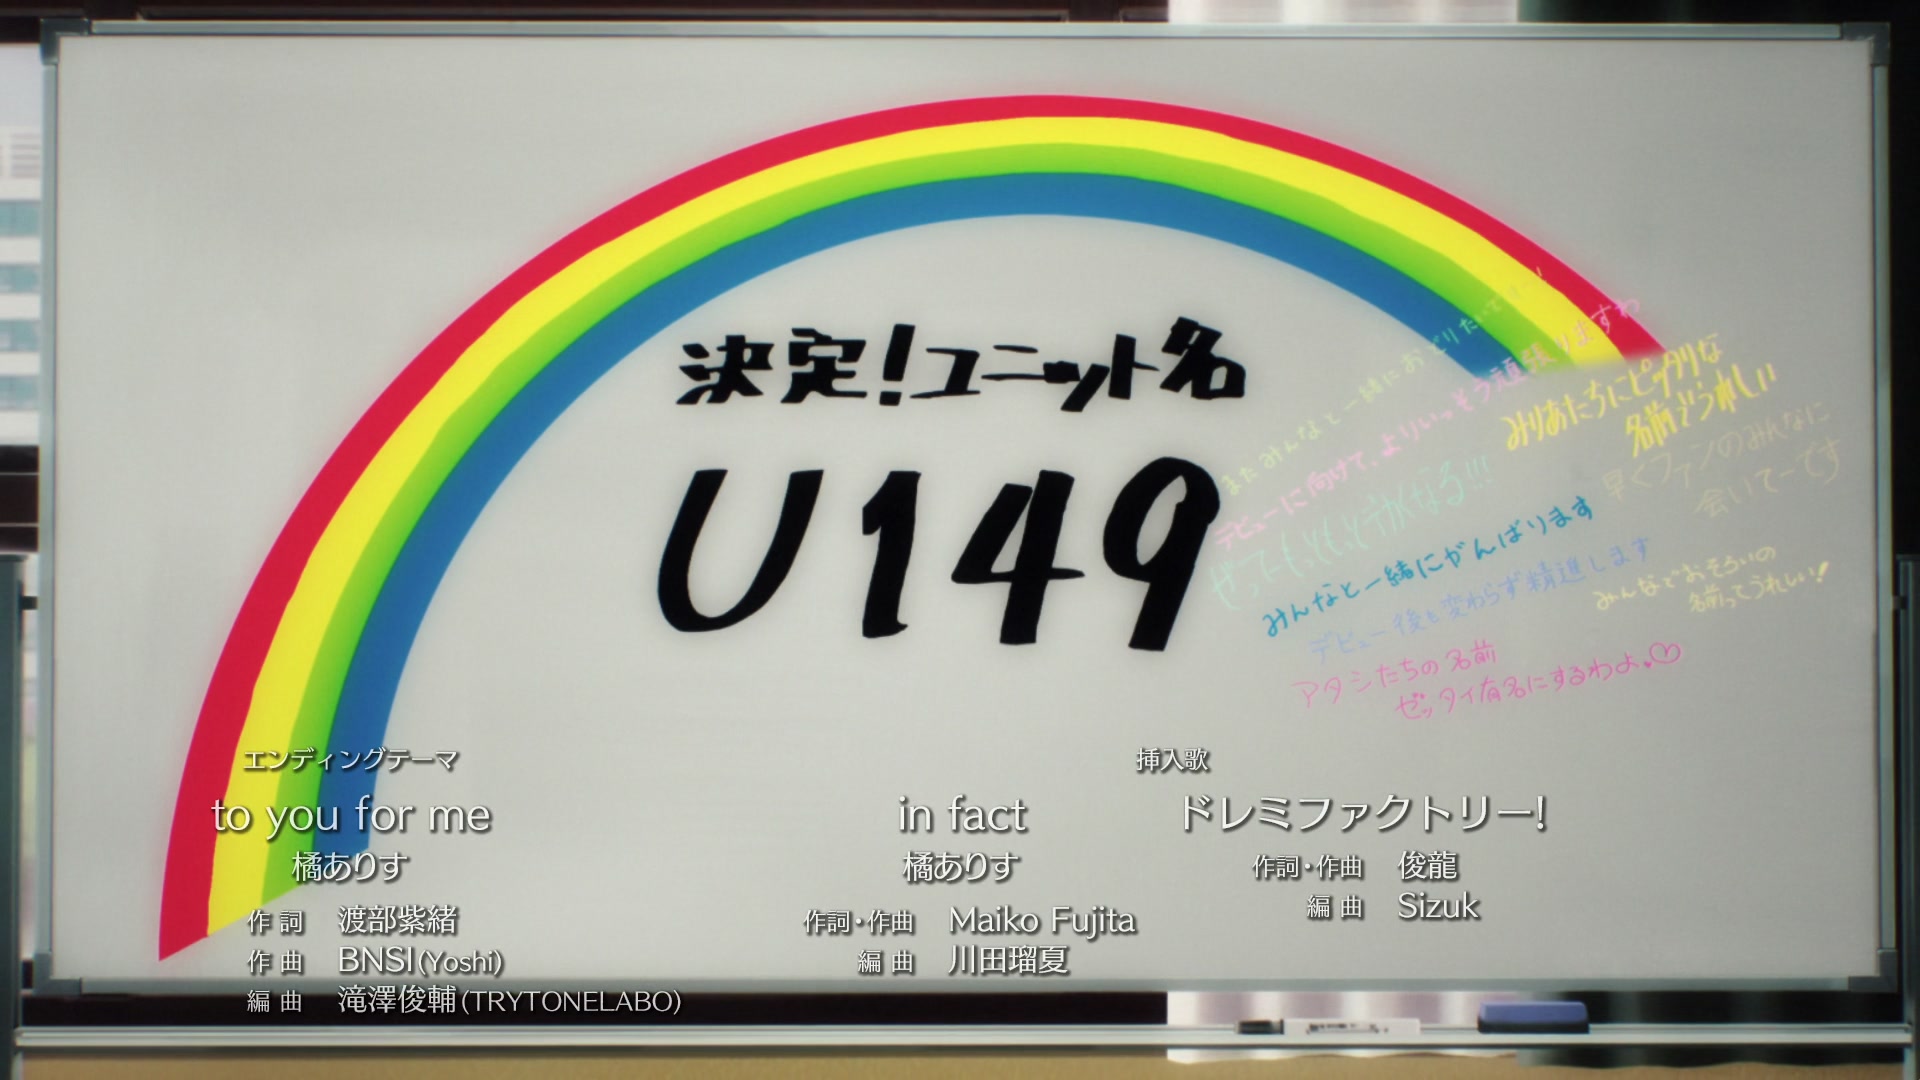 決定!ユニット名
U149
またみんなと一緒におどりたいでごー!
デビューに向けて、よりいっそう頑張りますわ
みりあたちにピッタリな
名前でうれしい
ぜってーもっともっとデカくなる!!!
早くファンのみんなに
会いてーです
みんなと一緒にがんばります
デビュー後も変わらず精進します
みんなでおそろいの
名前ってうれしい!
アタシたちの名前
ゼッタイ有名にするわよ♡
エンディングテーマ
to you for me
橘ありす
作詞 渡部紫緒
作曲 BNSI(Yoshi)
編曲 滝澤俊輔(TRYTONELABO)
in fact
橘ありす
作詞・作曲 Maiko Fujita
編曲 川田瑠夏
挿入歌
ドレミファクトリー!
作詞・作曲 俊龍
編曲 Sizuk